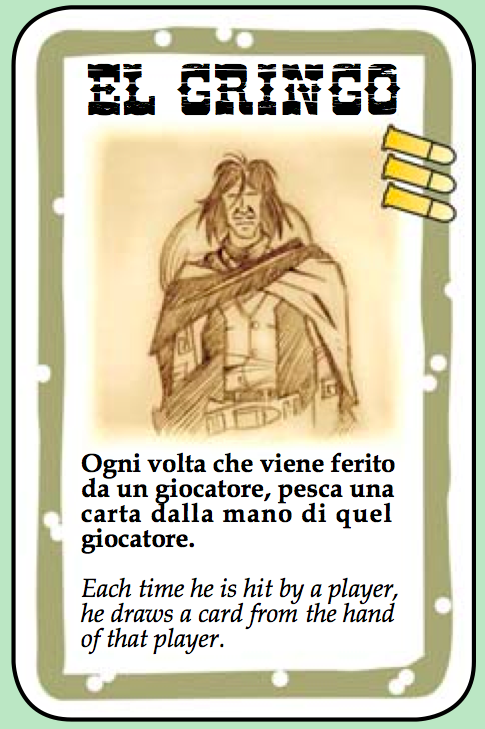 EL GRINGO
Ogni volta che viene ferito
da un giocatore, pesca una
carta dalla mano di quel
giocatore.
Each time he is hit by a player,
he draws a card from the hand
of that player.